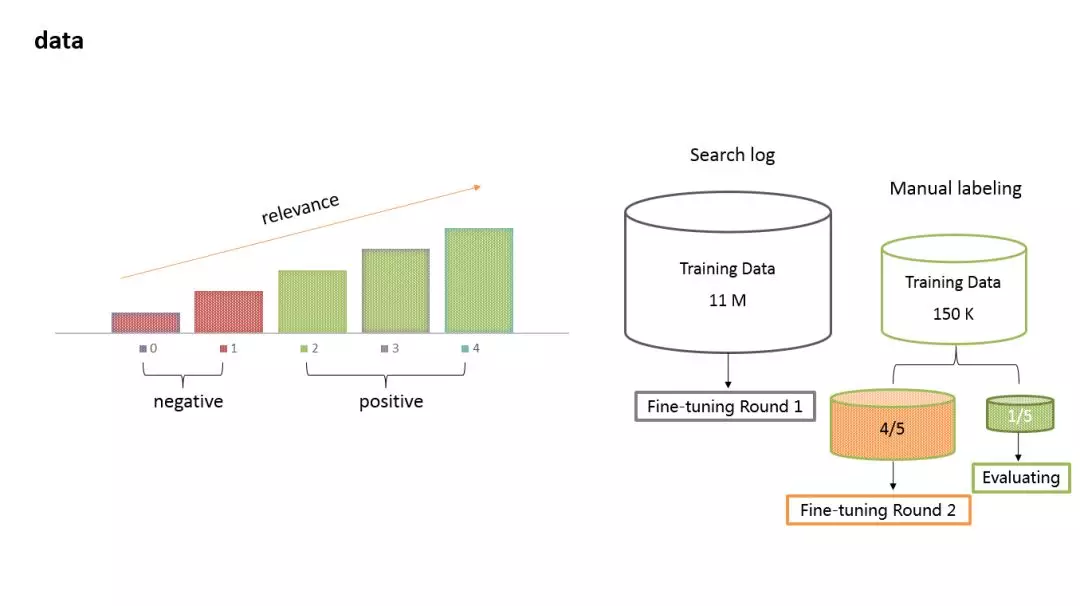 data
relevance
0
1
2
3
4
negative
positive
Search log
Training Data
11 M
Fine-tuning Round 1
Manual labeling
Training Data
150 K
4/5
1/5
Evaluating
Fine-tuning Round 2